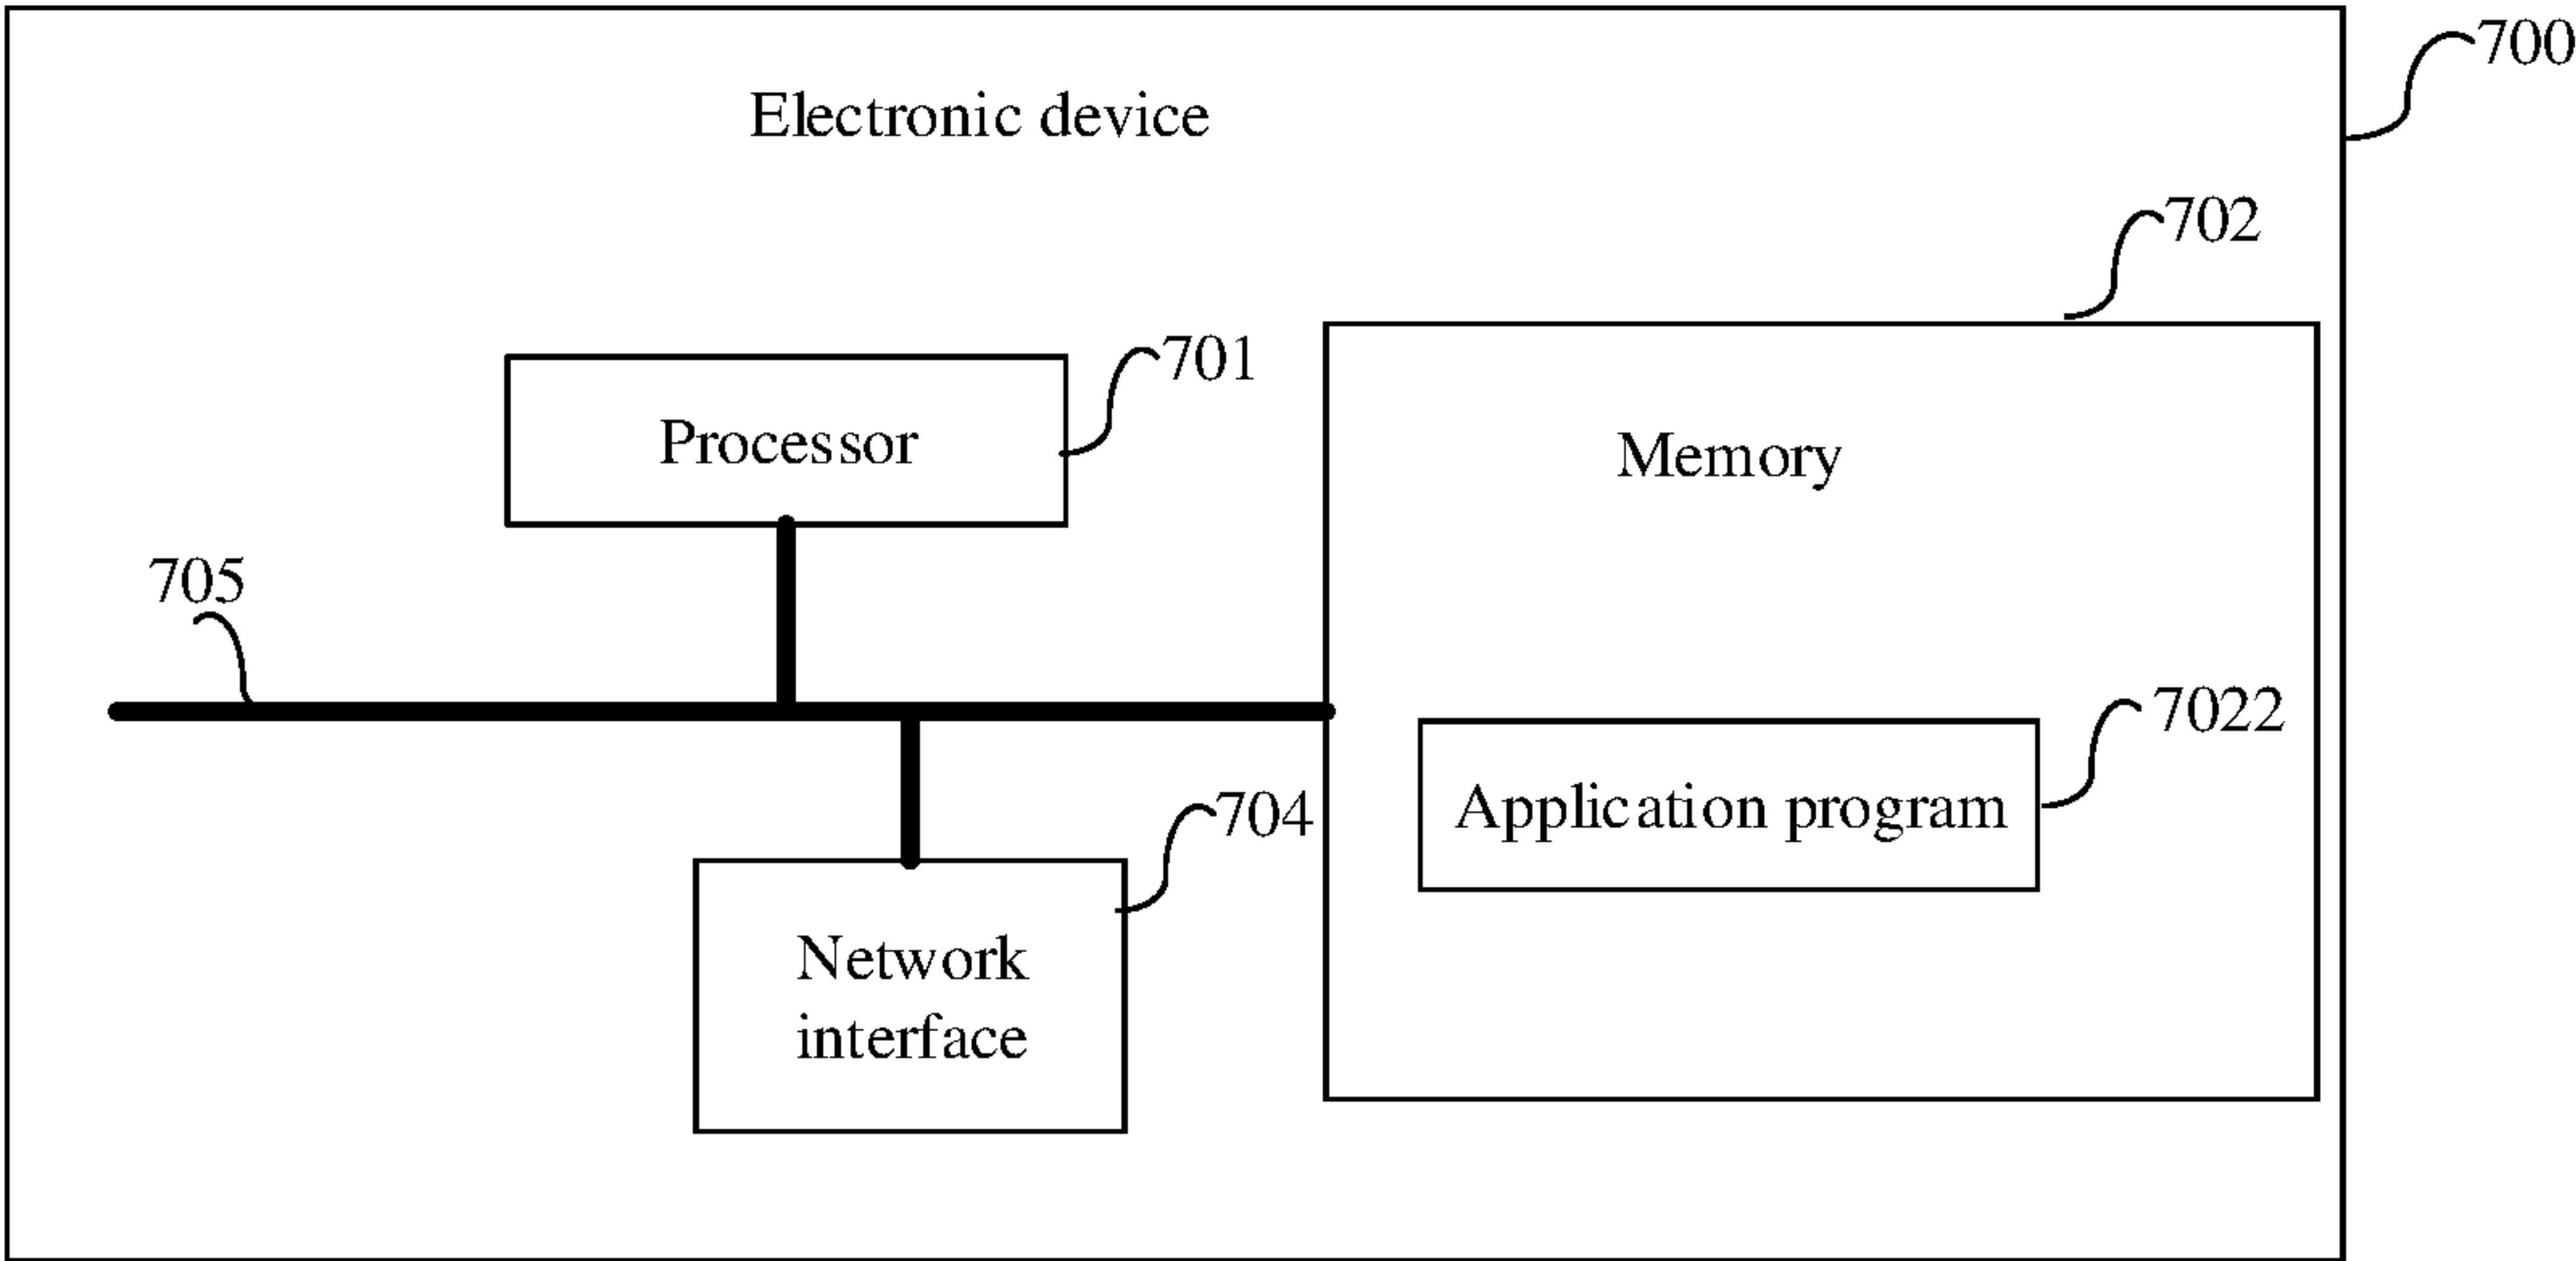 700
Electronic device
702
701
Processor
Memory
705
7022
Application program
704
Network
interface